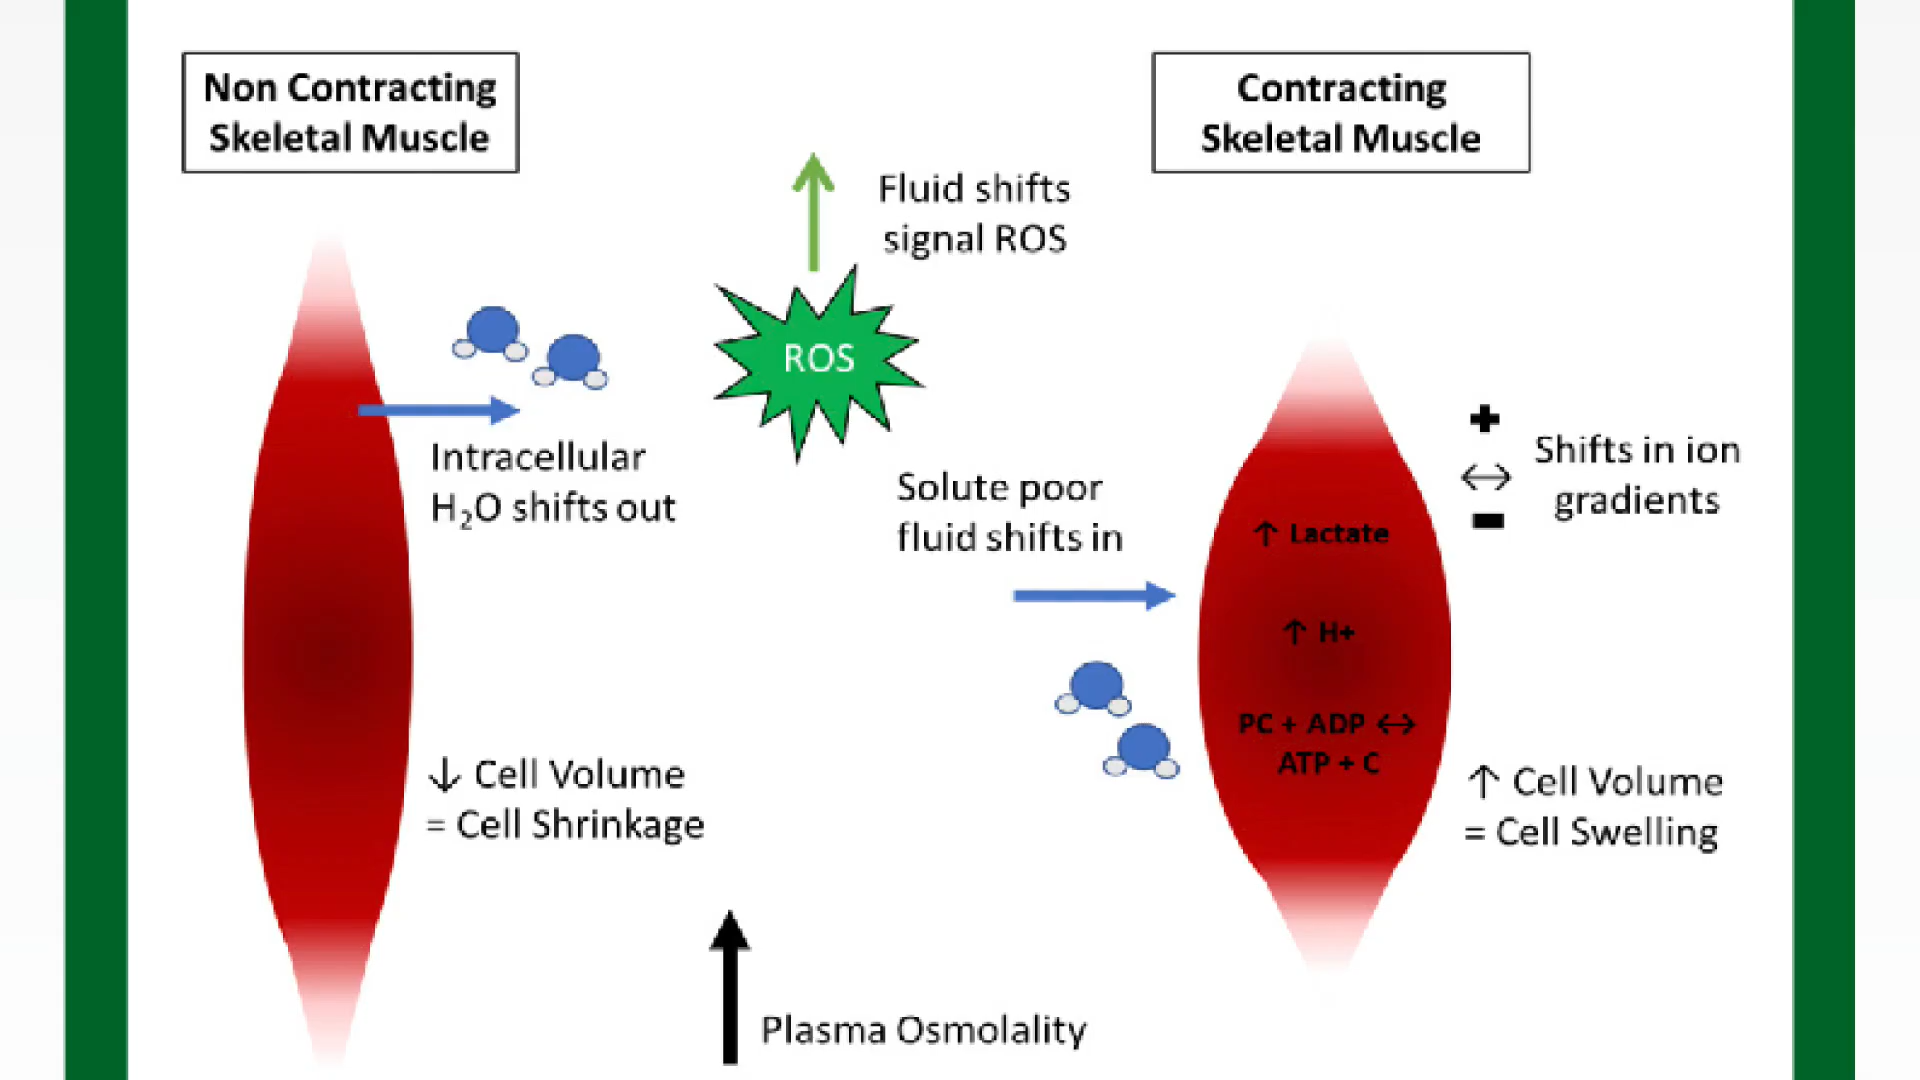 Non Contracting
Skeletal Muscle
Contracting
Skeletal Muscle
Fluid shifts
signal ROS
ROS
Intracellular
H₂O shifts out
Solute poor
fluid shifts in
+
↔
-
Shifts in ion
gradients
↑ Lactate
↑ H+
PC + ADP ↔
ATP + C
↓ Cell Volume
= Cell Shrinkage
↑ Cell Volume
= Cell Swelling
Plasma Osmolality